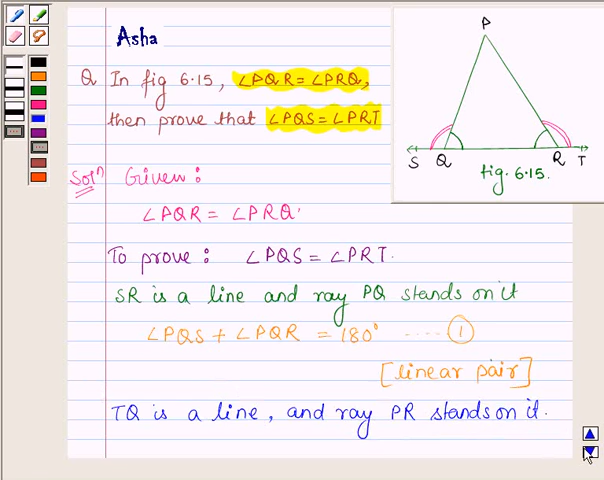 Asha
Q In fig 6.15, ∠PQR = ∠PRQ,
then prove that ∠PQS = ∠PRT
P
S Q R T
fig. 6.15.
Solⁿ Given :
∠PQR = ∠PRQ
To prove : ∠PQS = ∠PRT.
SR is a line and ray PQ stands on it
∠PQS + ∠PQR = 180° ...... ①
[linear pair]
TQ is a line, and ray PR stands on it.